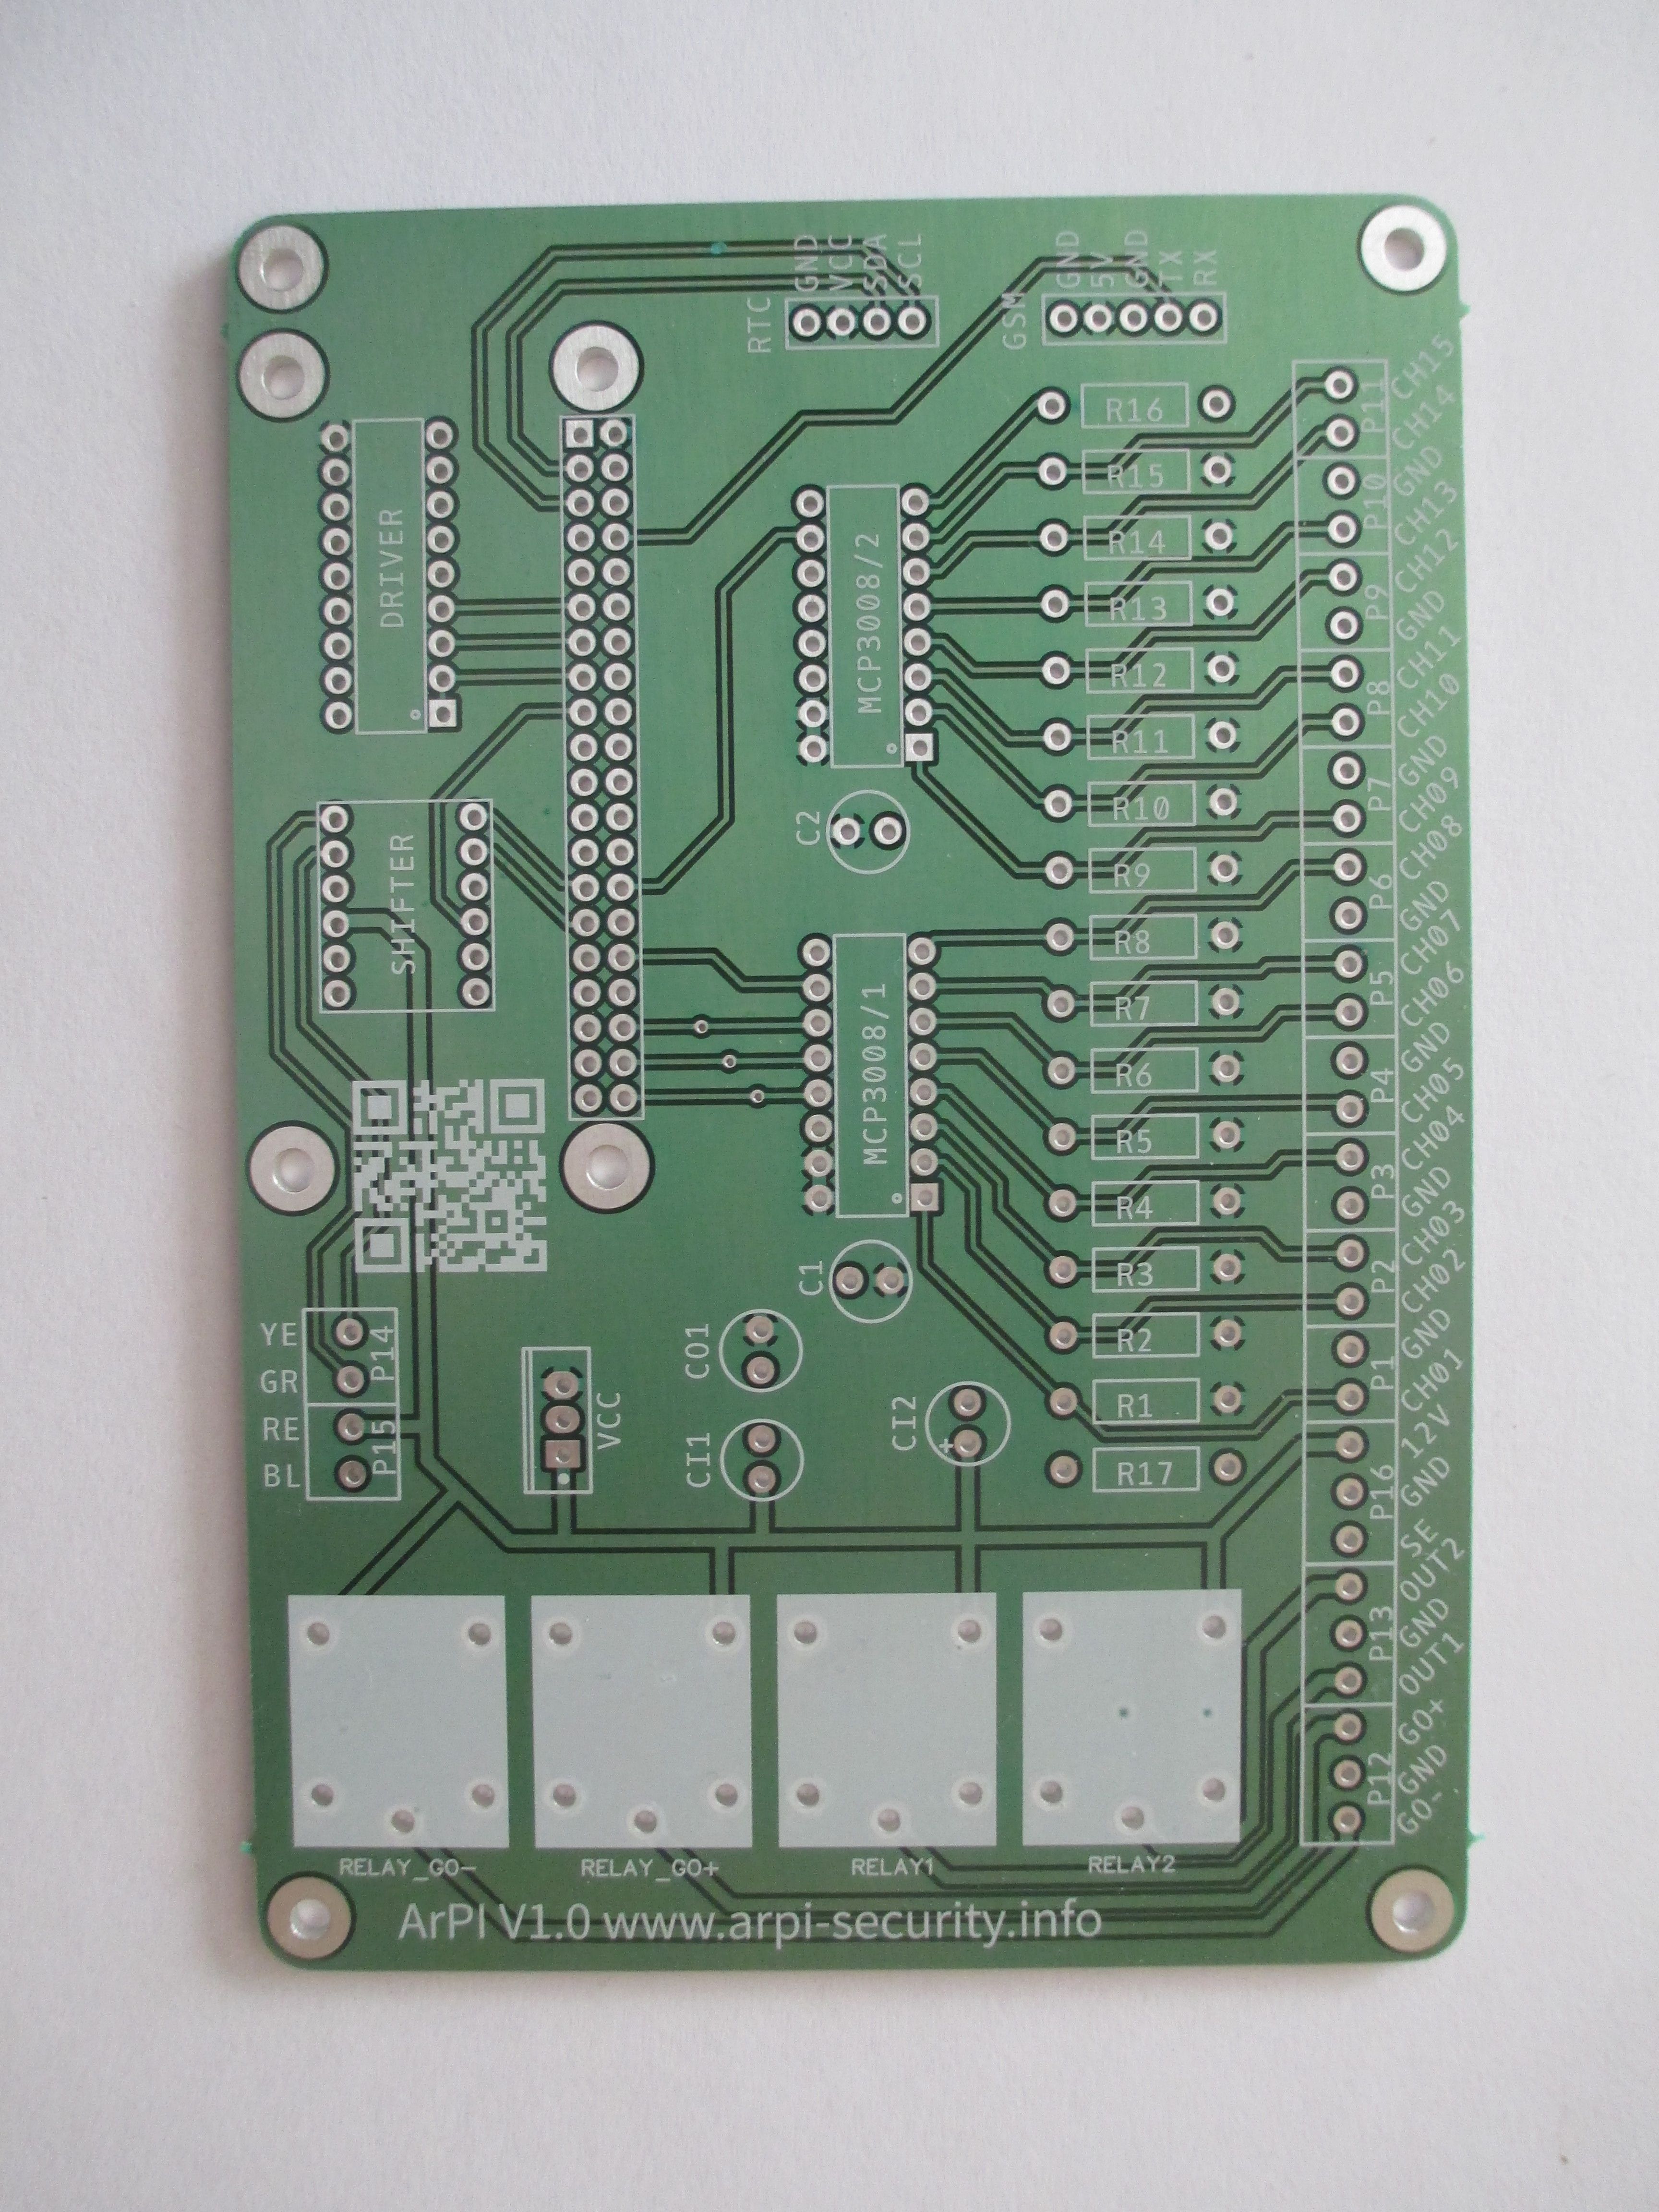 RTC
GND
VCC
SDA
SCL
GSM
GND
5V
GND
TX
RX
DRIVER
SHIFTER
MCP3008/2
C2
MCP3008/1
C1
R16
R15
R14
R13
R12
R11
R10
R9
R8
R7
R6
R5
R4
R3
R2
R1
R17
P11
P10
P9
P8
P7
P6
P5
P4
P3
P2
P1
P16
P13
P12
CH15
CH14
GND
CH13
CH12
GND
CH11
CH10
GND
CH09
CH08
GND
CH07
CH06
GND
CH05
CH04
GND
CH03
CH02
GND
CH01
12V
GND
SE
OUT2
GND
OUT1
GO+
GND
GO-
YE
GR
RE
BL
P14
P15
VCC
CO1
CI1
CI2
+
RELAY_GO-
RELAY_GO+
RELAY1
RELAY2
ArPI V1.0 www.arpi-security.info